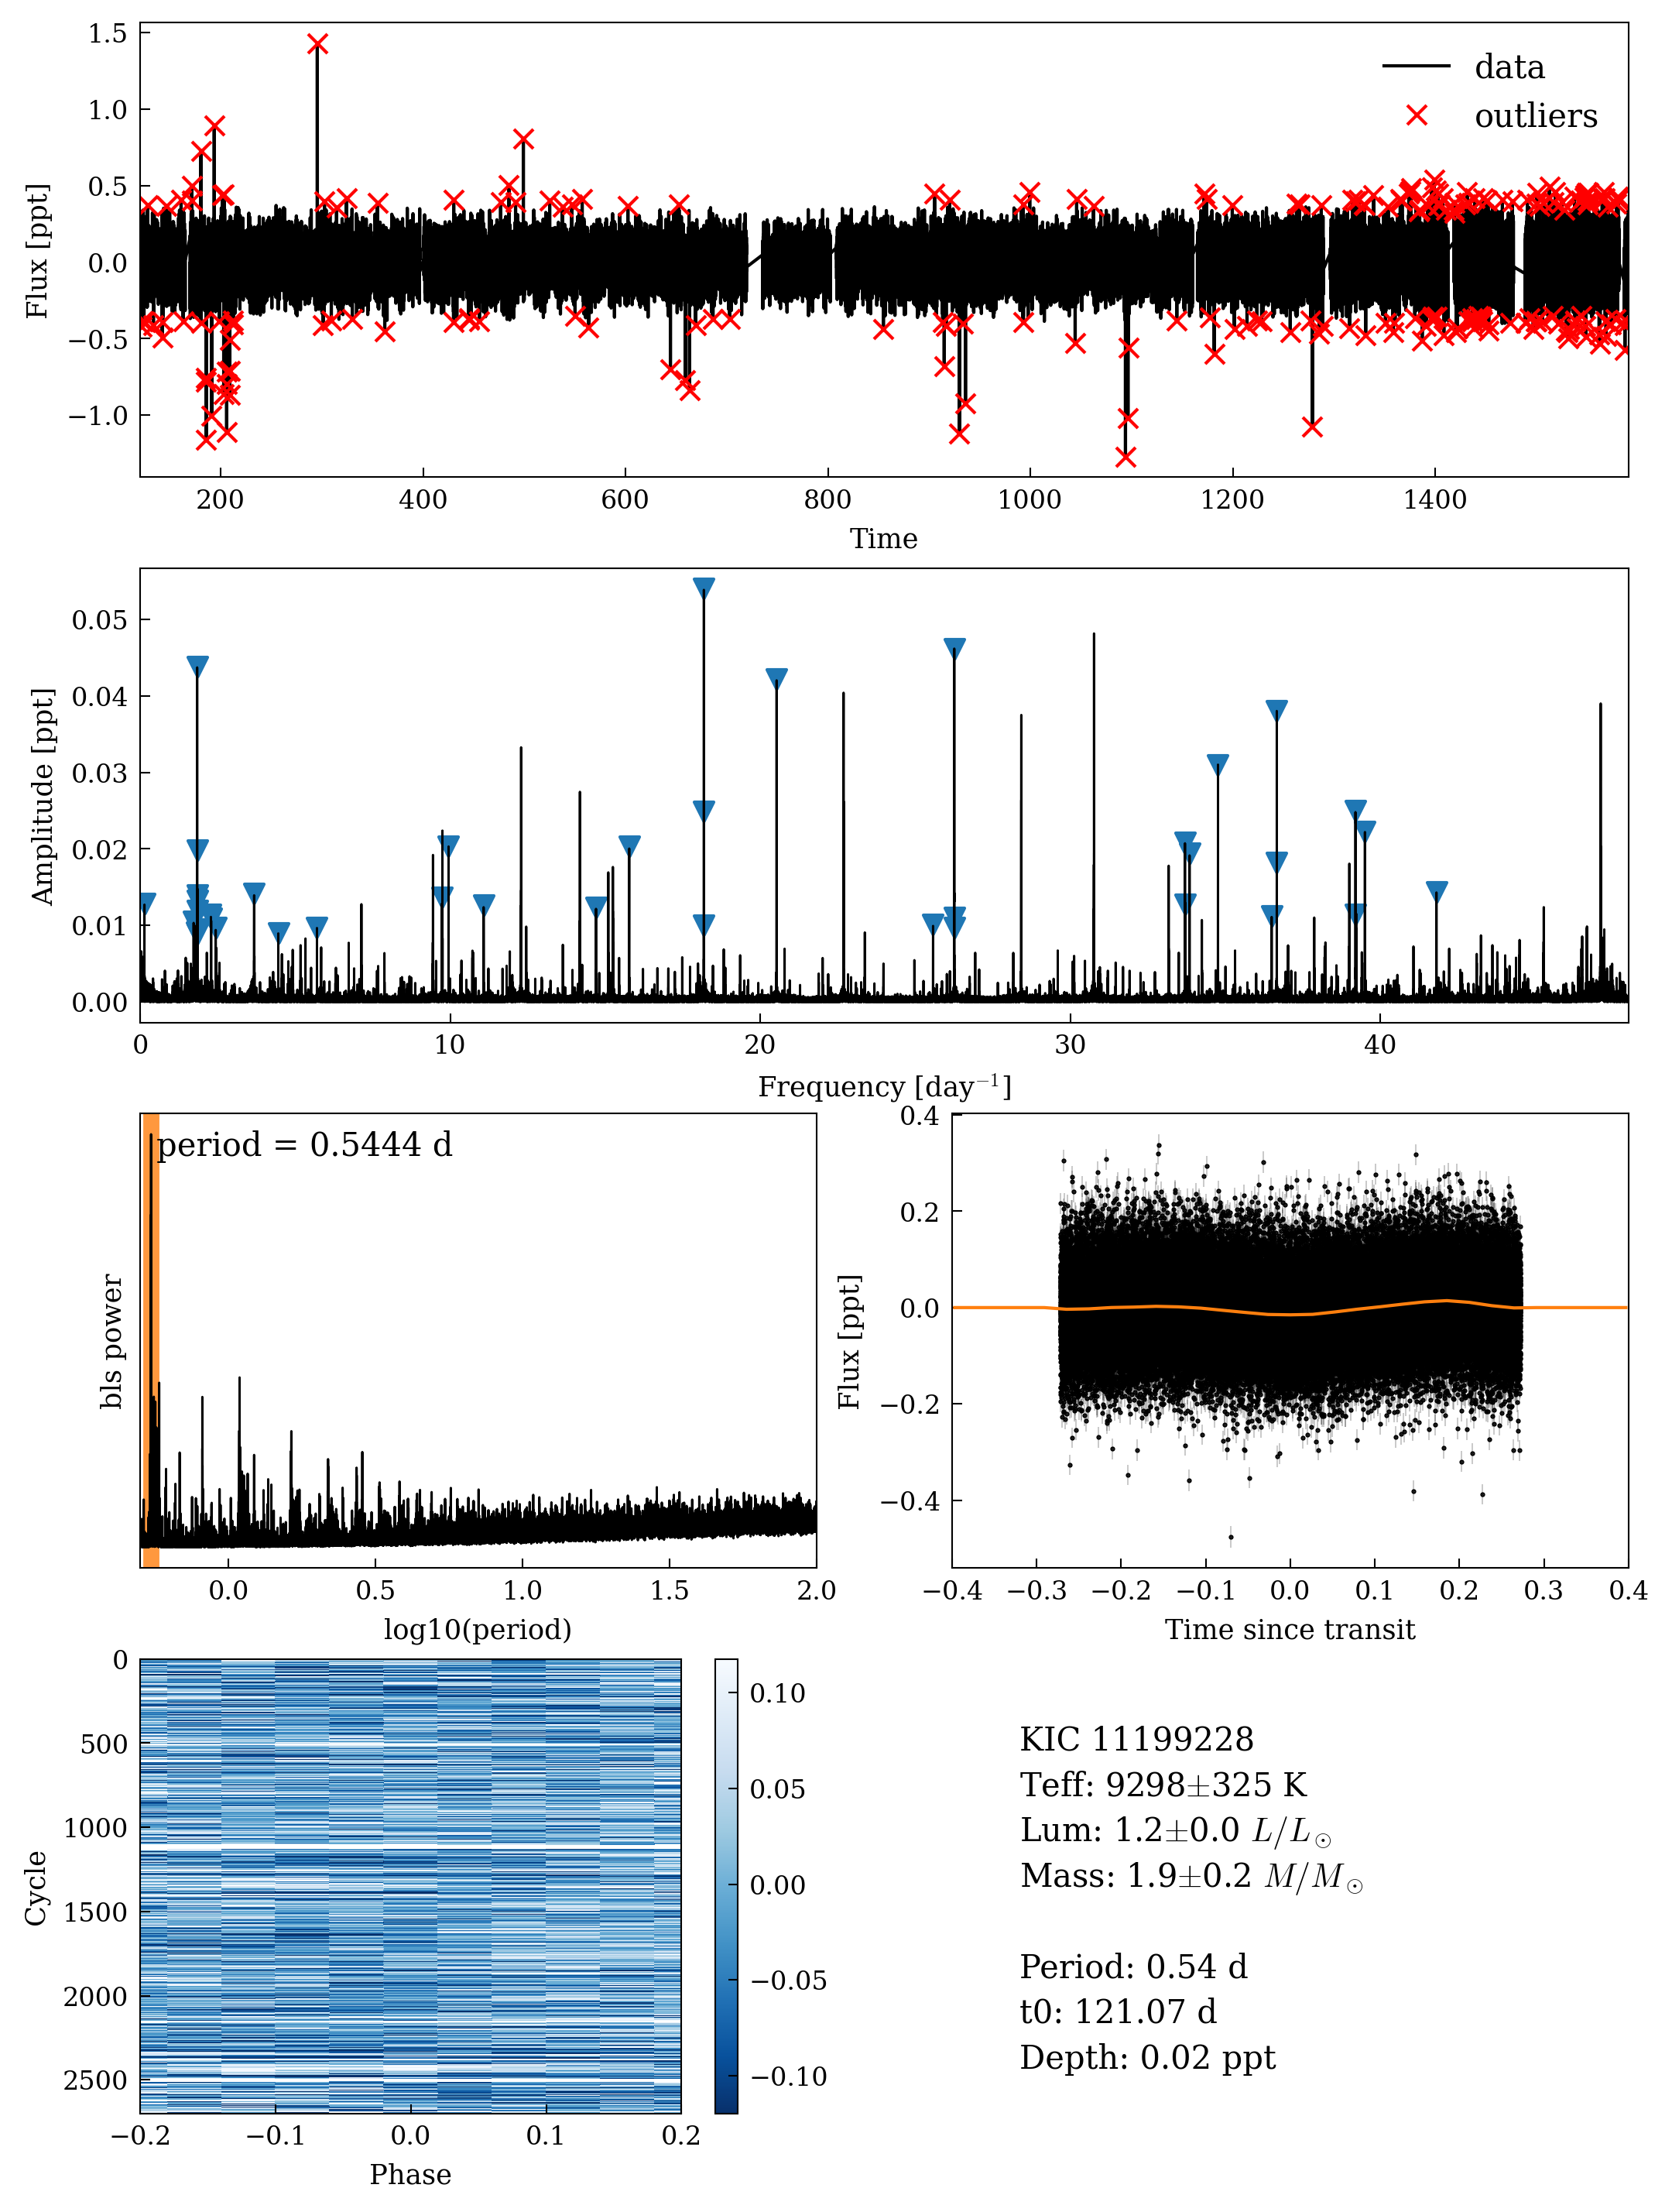 1.5
1.0
0.5
0.0
−0.5
−1.0
Flux [ppt]
data
outliers
200 400 600 800 1000 1200 1400
Time
0.05
0.04
0.03
0.02
0.01
0.00
Amplitude [ppt]
0 10 20 30 40
Frequency [day⁻¹]
period = 0.5444 d
bls power
0.0 0.5 1.0 1.5 2.0
log10(period)
0.4
0.2
0.0
−0.2
−0.4
Flux [ppt]
−0.4 −0.3 −0.2 −0.1 0.0 0.1 0.2 0.3 0.4
Time since transit
0
500
1000
1500
2000
2500
Cycle
−0.2 −0.1 0.0 0.1 0.2
Phase
0.10
0.05
0.00
−0.05
−0.10
KIC 11199228
Teff: 9298±325 K
Lum: 1.2±0.0 L/L☉
Mass: 1.9±0.2 M/M☉
Period: 0.54 d
t0: 121.07 d
Depth: 0.02 ppt